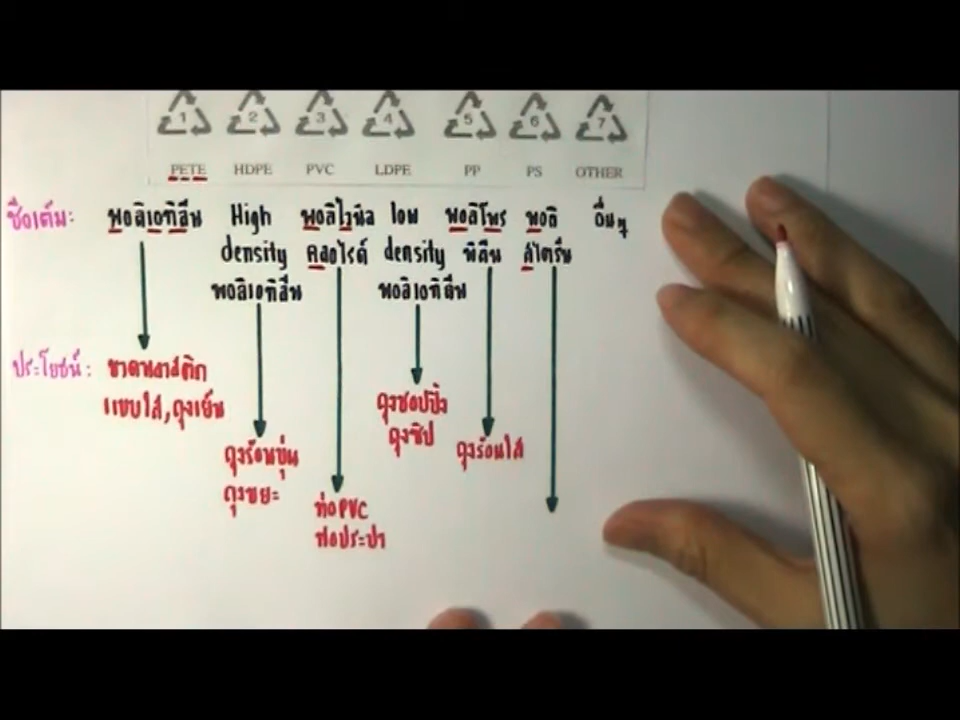 1 2 3 4 5 6 7
PETE HDPE PVC LDPE PP PS OTHER
ชื่อเต็ม: พอลิเอทิลีน High พอลิไวนิล low พอลิโพร พอลิ อื่นๆ
density คลอไรด์ density พิลีน สไตรีน
พอลิเอทิลีน พอลิเอทิลีน
ประโยชน์: ขวดพลาสติก
แบบใส, ถุงเย็น
ถุงช็อปปิ้ง
ถุงซิป
ถุงร้อนใส
ถุงร้อนขุ่น
ถุงขยะ
ท่อPVC
ท่อประปา